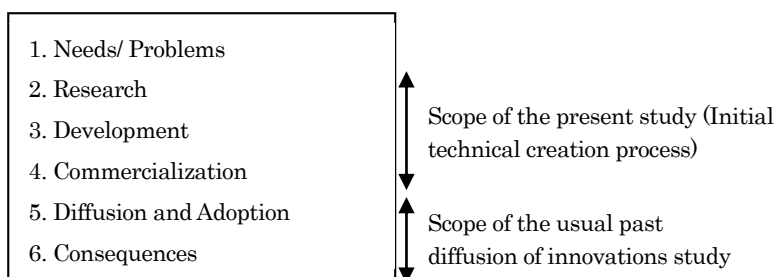 1. Needs/ Problems
2. Research
3. Development
4. Commercialization
5. Diffusion and Adoption
6. Consequences
Scope of the present study (Initial
technical creation process)
Scope of the usual past
diffusion of innovations study